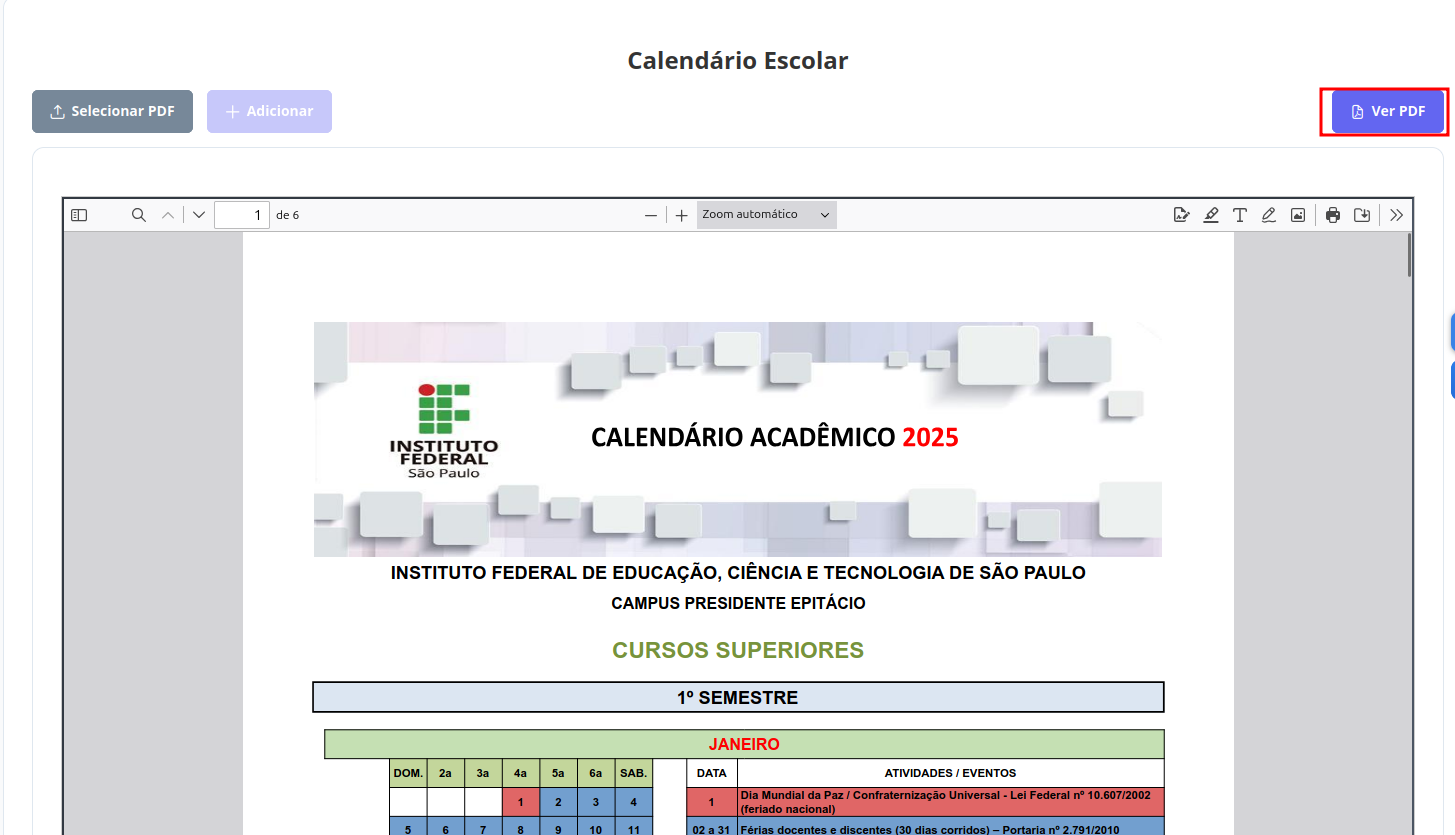 Calendário Escolar
Selecionar PDF
Adicionar
Ver PDF
1 de 6
Zoom automático
INSTITUTO
FEDERAL
São Paulo
CALENDÁRIO ACADÊMICO 2025
INSTITUTO FEDERAL DE EDUCAÇÃO, CIÊNCIA E TECNOLOGIA DE SÃO PAULO
CAMPUS PRESIDENTE EPITÁCIO
CURSOS SUPERIORES
1º SEMESTRE
JANEIRO
DOM. 2a 3a 4a 5a 6a SAB. DATA ATIVIDADES / EVENTOS
1 2 3 4 1 Dia Mundial da Paz / Confraternização Universal - Lei Federal nº 10.607/2002
(feriado nacional)
5 6 7 8 9 10 11 02 a 31 Férias docentes e discentes (30 dias corridos) – Portaria nº 2.791/2010